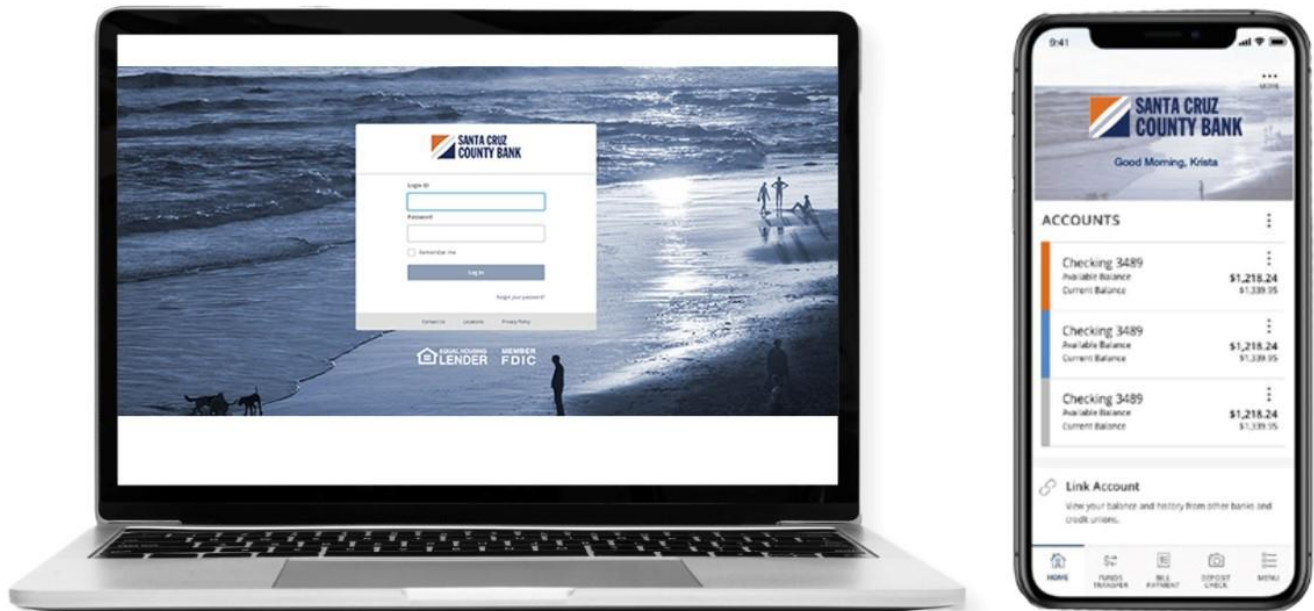 SANTA CRUZ
COUNTY BANK
Login ID
Password
Remember me
Log In
Forgot your password?
Contact Us Locations Privacy Policy
EQUAL HOUSING
LENDER
MEMBER
FDIC
9:41
MORE
SANTA CRUZ
COUNTY BANK
Good Morning, Krista
ACCOUNTS
Checking 3489
Available Balance $1,218.24
Current Balance $1,339.95
Checking 3489
Available Balance $1,218.24
Current Balance $1,339.95
Checking 3489
Available Balance $1,218.24
Current Balance $1,339.95
Link Account
View your balance and history from other banks and
credit unions.
HOME
FUNDS
TRANSFER
BILL
PAYMENT
DEPOSIT
CHECK
MENU